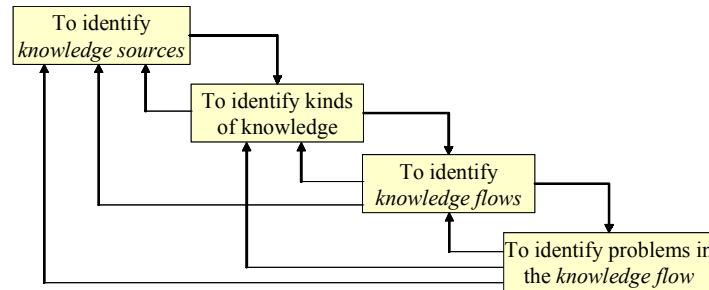 To identify
knowledge sources
To identify kinds
of knowledge
To identify
knowledge flows
To identify problems in
the knowledge flow